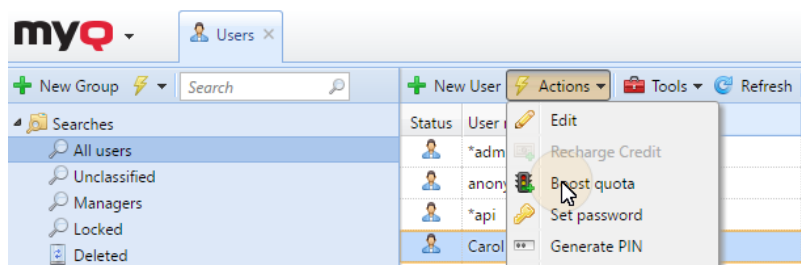 myQ
Users
New Group
Search
New User
Actions
Tools
Refresh
Searches
All users
Unclassified
Managers
Locked
Deleted
Status
User
*adm
anony
*api
Carol
Edit
Recharge Credit
Boost quota
Set password
Generate PIN